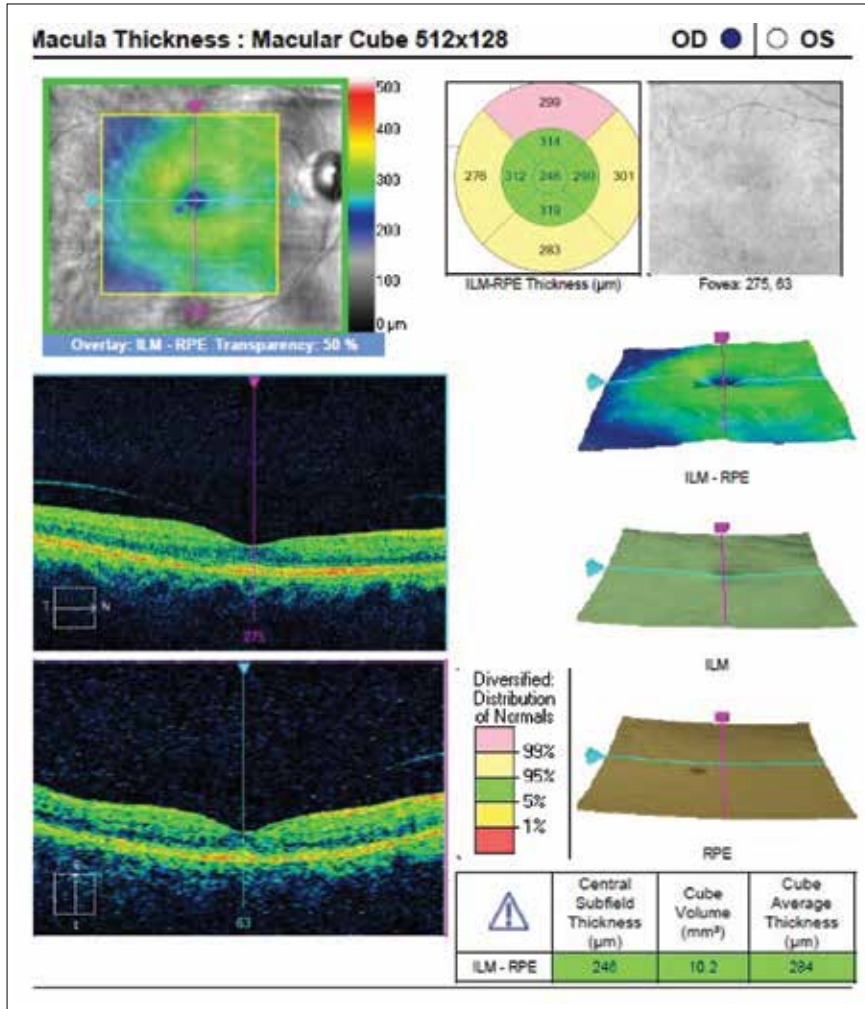 Macula Thickness : Macular Cube 512x128
OD OS
500
400
300
200
100
0 µm
Overlay: ILM - RPE Transparency: 50 %
299
314
276 312 246 290 301
319
283
ILM-RPE Thickness (µm)
Fovea: 275, 63
ILM - RPE
T N
275
ILM
Diversified:
Distribution
of Normals
99%
95%
5%
1%
RPE
63
Central
Subfield
Thickness
(µm)
Cube
Volume
(mm³)
Cube
Average
Thickness
(µm)
ILM - RPE 246 10.2 284